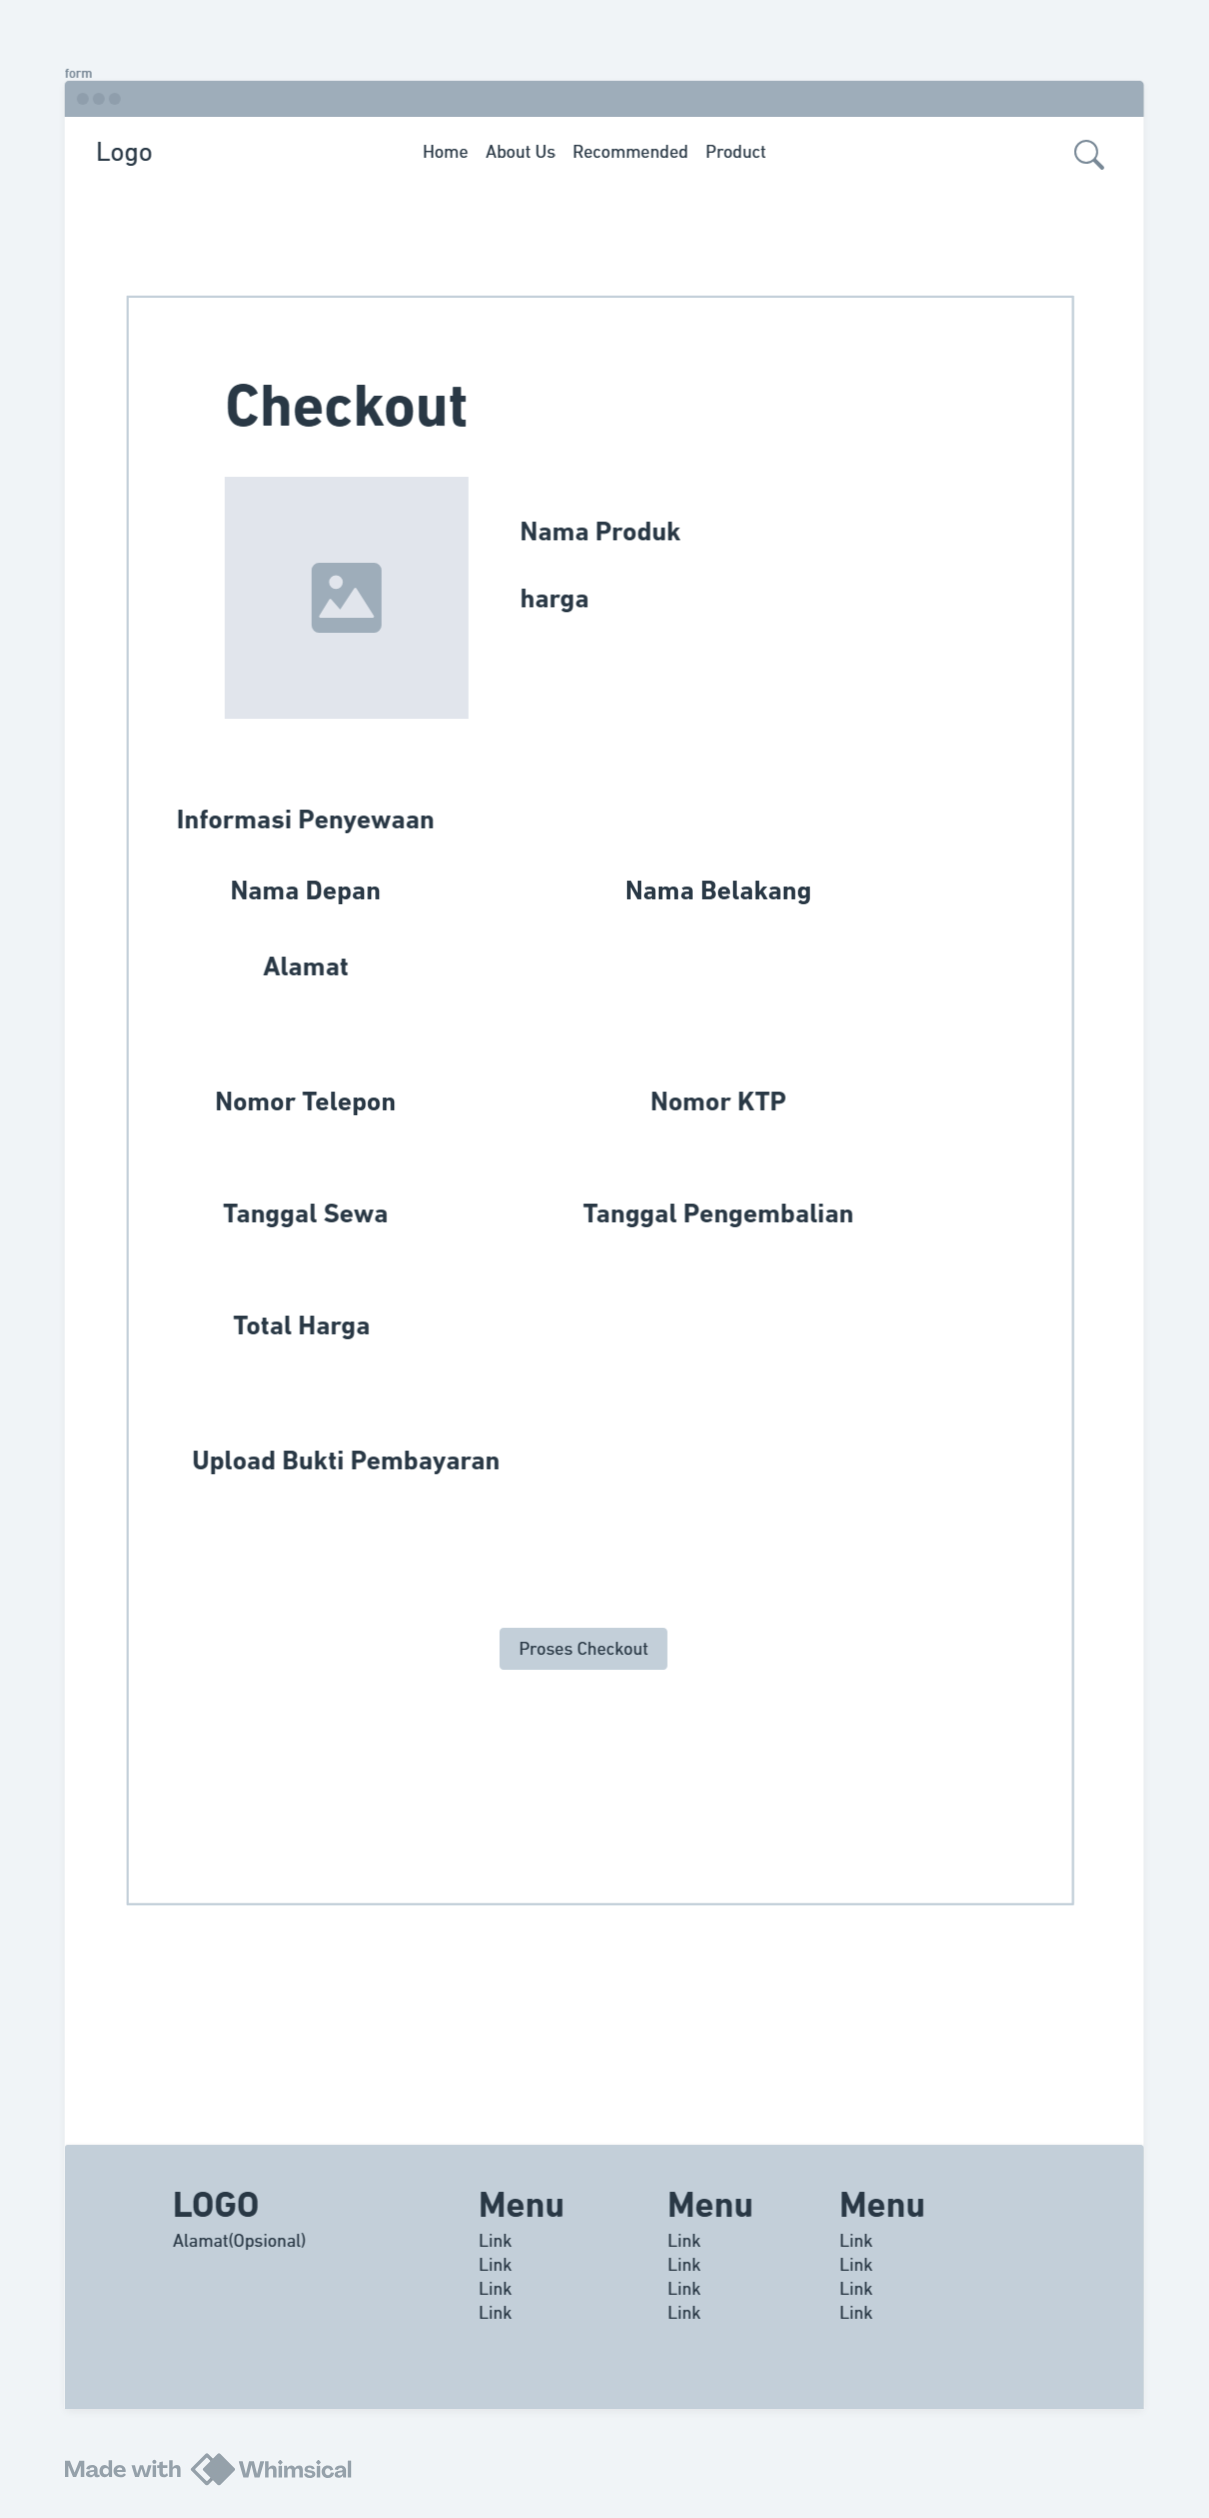 form
Logo
Home About Us Recommended Product
Checkout
Nama Produk
harga
Informasi Penyewaan
Nama Depan Nama Belakang
Alamat
Nomor Telepon Nomor KTP
Tanggal Sewa Tanggal Pengembalian
Total Harga
Upload Bukti Pembayaran
Proses Checkout
LOGO Menu Menu Menu
Alamat(Opsional) Link Link Link
Link Link Link
Link Link Link
Link Link Link
Made with Whimsical